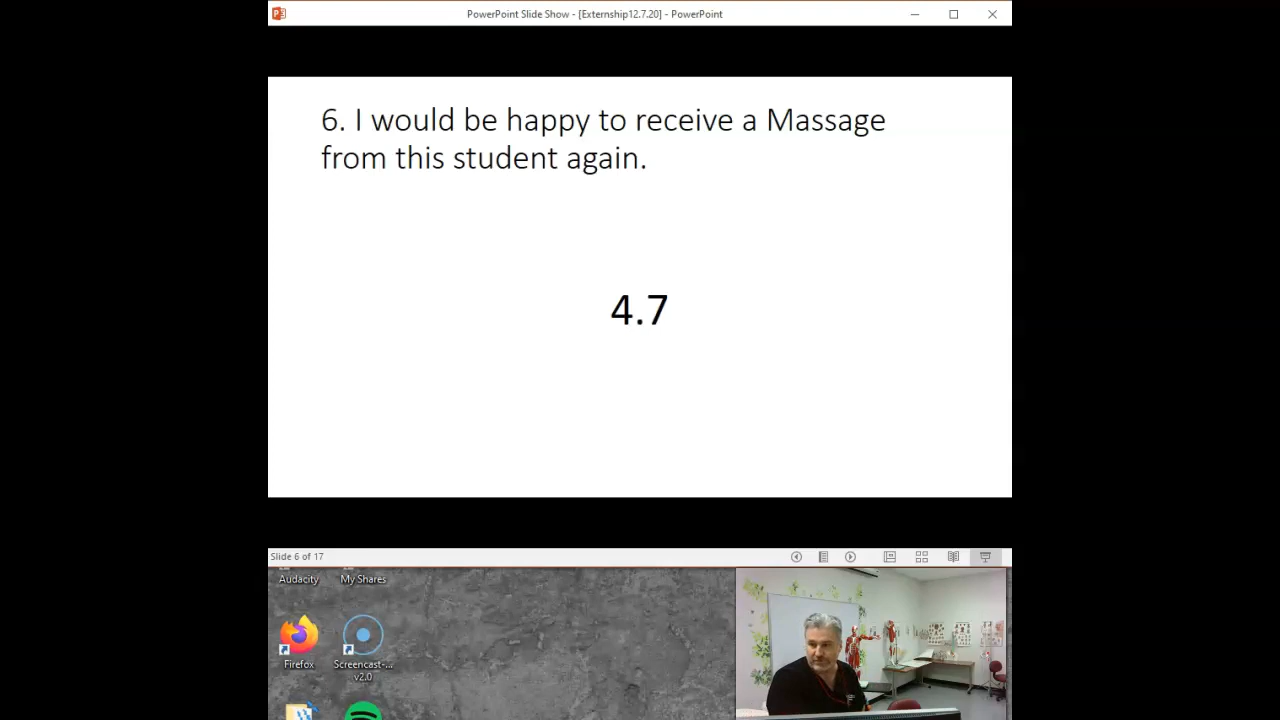 PowerPoint Slide Show - [Externship12.7.20] - PowerPoint
6. I would be happy to receive a Massage
from this student again.
4.7
Slide 6 of 17
Audacity
My Shares
Firefox
Screencast-...
v2.0